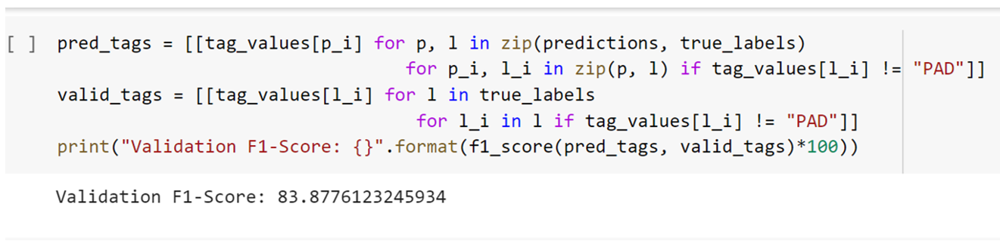 [ ] pred_tags = [[tag_values[p_i] for p, l in zip(predictions, true_labels)
for p_i, l_i in zip(p, l) if tag_values[l_i] != "PAD"]]
valid_tags = [[tag_values[l_i] for l in true_labels
for l_i in l if tag_values[l_i] != "PAD"]]
print("Validation F1-Score: {}".format(f1_score(pred_tags, valid_tags)*100))
Validation F1-Score: 83.8776123245934